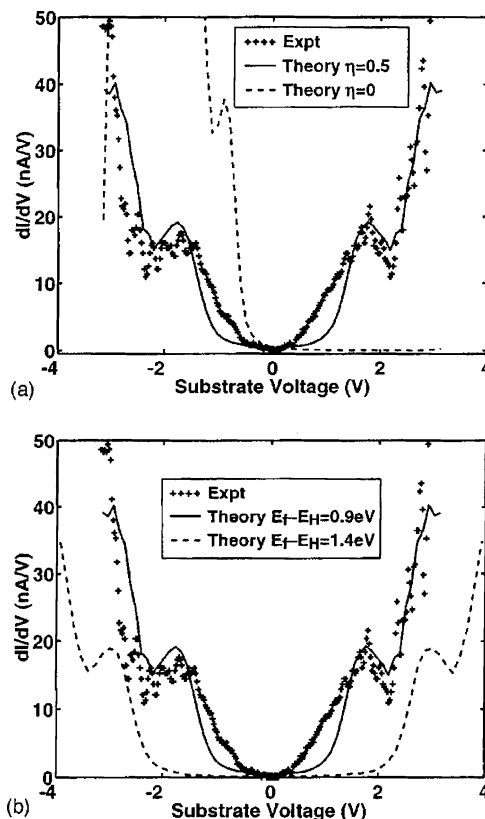 50
40
30
20
10
0
dI/dV (nA/V)
++++ Expt
Theory η=0.5
Theory η=0
-4 -2 0 2 4
Substrate Voltage (V)
(a)
50
40
30
20
10
0
dI/dV (nA/V)
++++ Expt
Theory Ef-EH=0.9eV
Theory Ef-EH=1.4eV
-4 -2 0 2 4
Substrate Voltage (V)
(b)